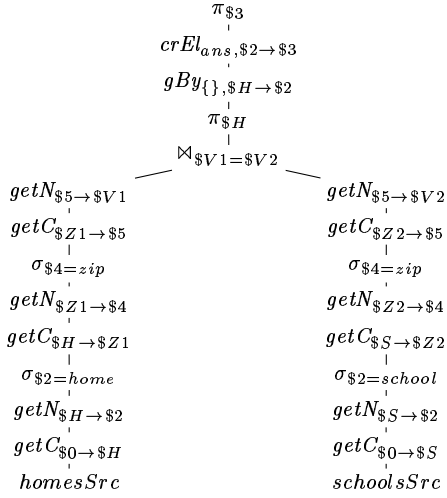 π$3
crEl_ans,$2→$3
gBy_{},$H→$2
π$H
⋈$V1=$V2
getN$5→$V1 getN$5→$V2
getC$Z1→$5 getC$Z2→$5
σ$4=zip σ$4=zip
getN$Z1→$4 getN$Z2→$4
getC$H→$Z1 getC$S→$Z2
σ$2=home σ$2=school
getN$H→$2 getN$S→$2
getC$0→$H getC$0→$S
homesSrc schoolsSrc